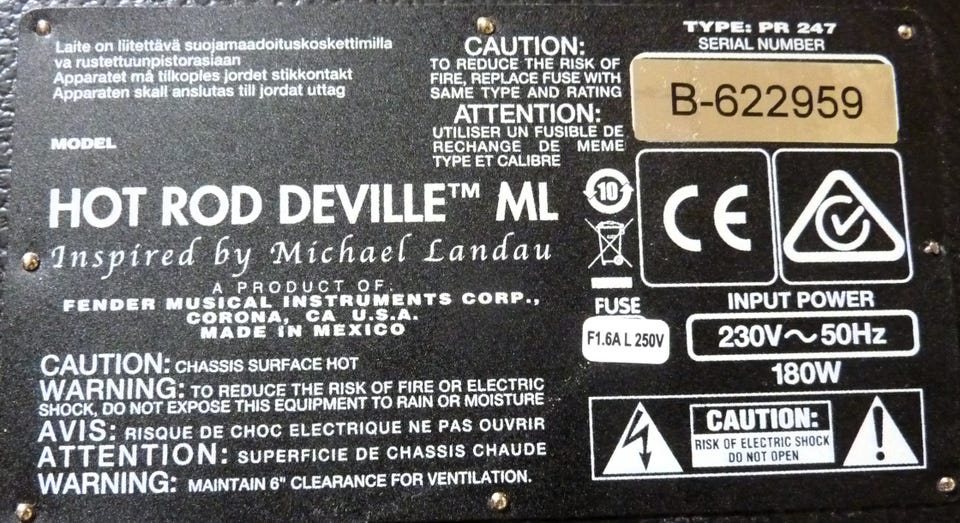 Laite on liitettävä suojamaadoituskoskettimilla
va rustettuunpistorasiaan
Apparatet må tilkoples jordet stikkontakt
Apparaten skall anslutas till jordat uttag
MODEL
HOT ROD DEVILLE™ ML
Inspired by Michael Landau
A PRODUCT OF:
FENDER MUSICAL INSTRUMENTS CORP.,
CORONA, CA U.S.A.
MADE IN MEXICO
CAUTION: CHASSIS SURFACE HOT
WARNING: TO REDUCE THE RISK OF FIRE OR ELECTRIC
SHOCK, DO NOT EXPOSE THIS EQUIPMENT TO RAIN OR MOISTURE
AVIS: RISQUE DE CHOC ELECTRIQUE NE PAS OUVRIR
ATTENTION: SUPERFICIE DE CHASSIS CHAUDE
WARNING: MAINTAIN 6" CLEARANCE FOR VENTILATION.
CAUTION:
TO REDUCE THE RISK OF
FIRE, REPLACE FUSE WITH
SAME TYPE AND RATING
ATTENTION:
UTILISER UN FUSIBLE DE
RECHANGE DE MEME
TYPE ET CALIBRE
TYPE: PR 247
SERIAL NUMBER
B-622959
10
CE
FUSE
F1.6A L 250V
INPUT POWER
230V~50Hz
180W
CAUTION:
RISK OF ELECTRIC SHOCK
DO NOT OPEN